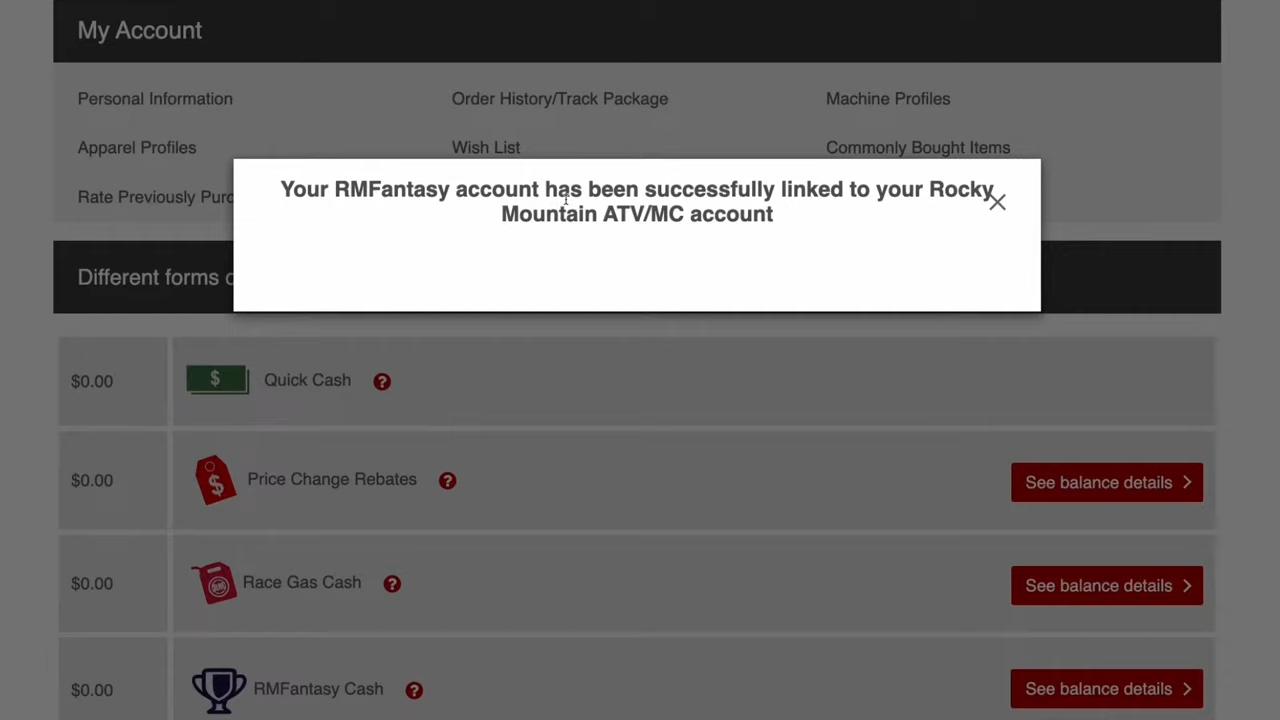 My Account
Personal Information
Order History/Track Package
Machine Profiles
Apparel Profiles
Wish List
Commonly Bought Items
Rate Previously Purc
Your RMFantasy account has been successfully linked to your Rocky
Mountain ATV/MC account
Different forms
$0.00
$
Quick Cash
?
$0.00
$
Price Change Rebates
?
See balance details
$0.00
Race Gas Cash
?
See balance details
$0.00
RMFantasy Cash
?
See balance details